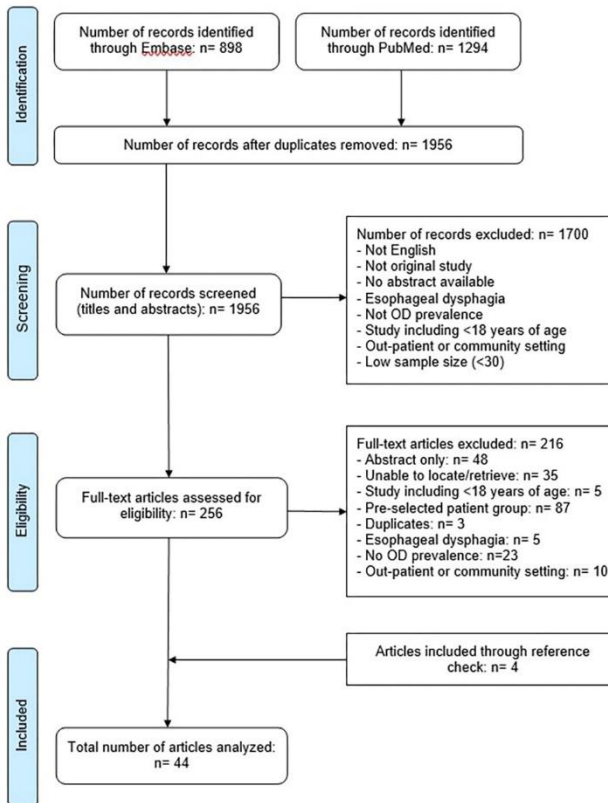 Identification
Number of records identified
through Embase: n= 898
Number of records identified
through PubMed: n= 1294
Number of records after duplicates removed: n= 1956
Screening
Number of records screened
(titles and abstracts): n= 1956
Number of records excluded: n= 1700
- Not English
- Not original study
- No abstract available
- Esophageal dysphagia
- Not OD prevalence
- Study including <18 years of age
- Out-patient or community setting
- Low sample size (<30)
Eligibility
Full-text articles assessed for
eligibility: n= 256
Full-text articles excluded: n= 216
- Abstract only: n= 48
- Unable to locate/retrieve: n= 35
- Study including <18 years of age: n= 5
- Pre-selected patient group: n= 87
- Duplicates: n= 3
- Esophageal dysphagia: n= 5
- No OD prevalence: n=23
- Out-patient or community setting: n= 10
Included
Articles included through reference
check: n= 4
Total number of articles analyzed:
n= 44